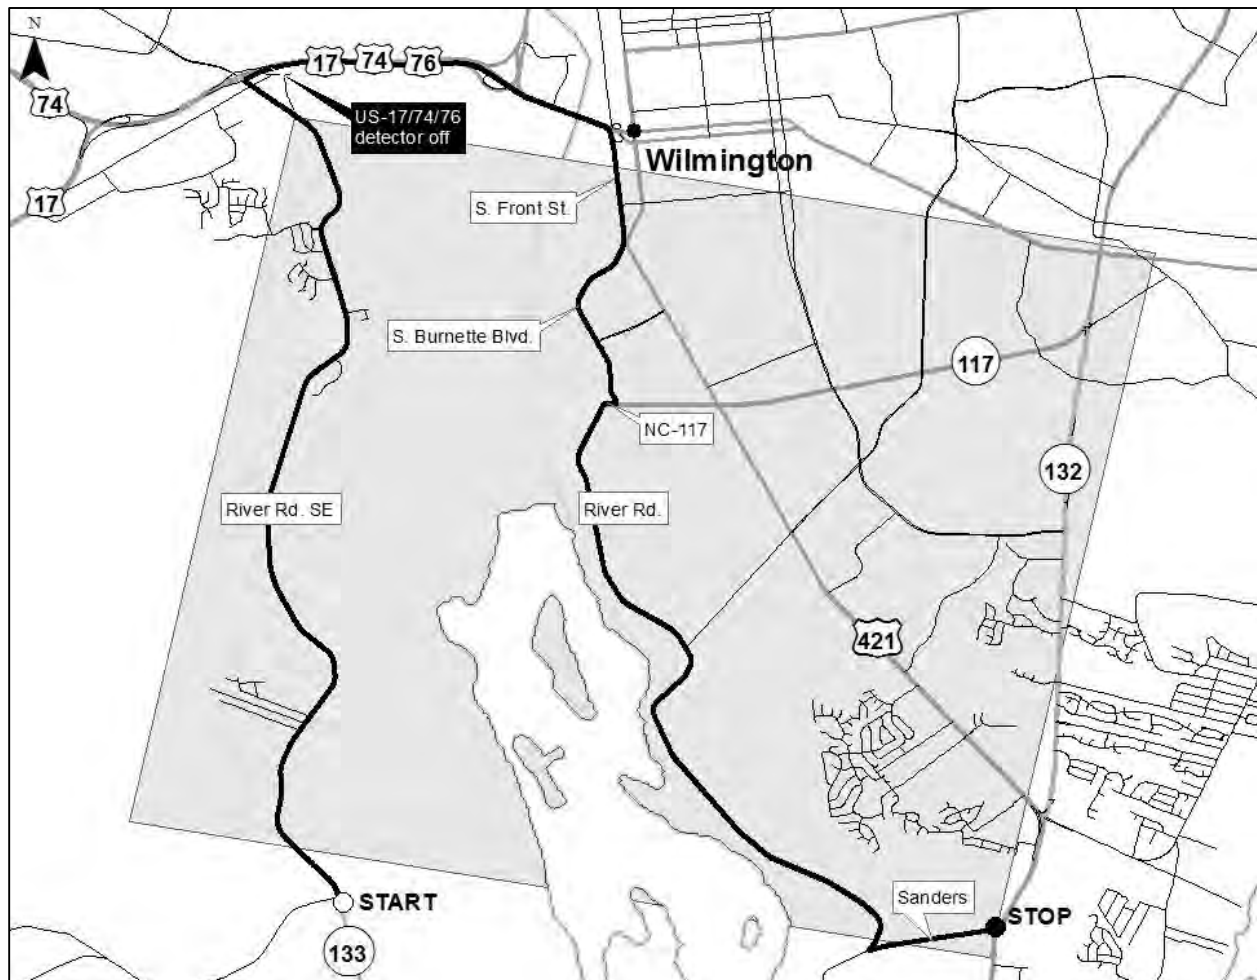 N
17
74
76
74
US-17/74/76
detector off
Wilmington
17
S. Front St.
S. Burnette Blvd.
117
NC-117
132
River Rd. SE
River Rd.
421
Sanders
START
STOP
133